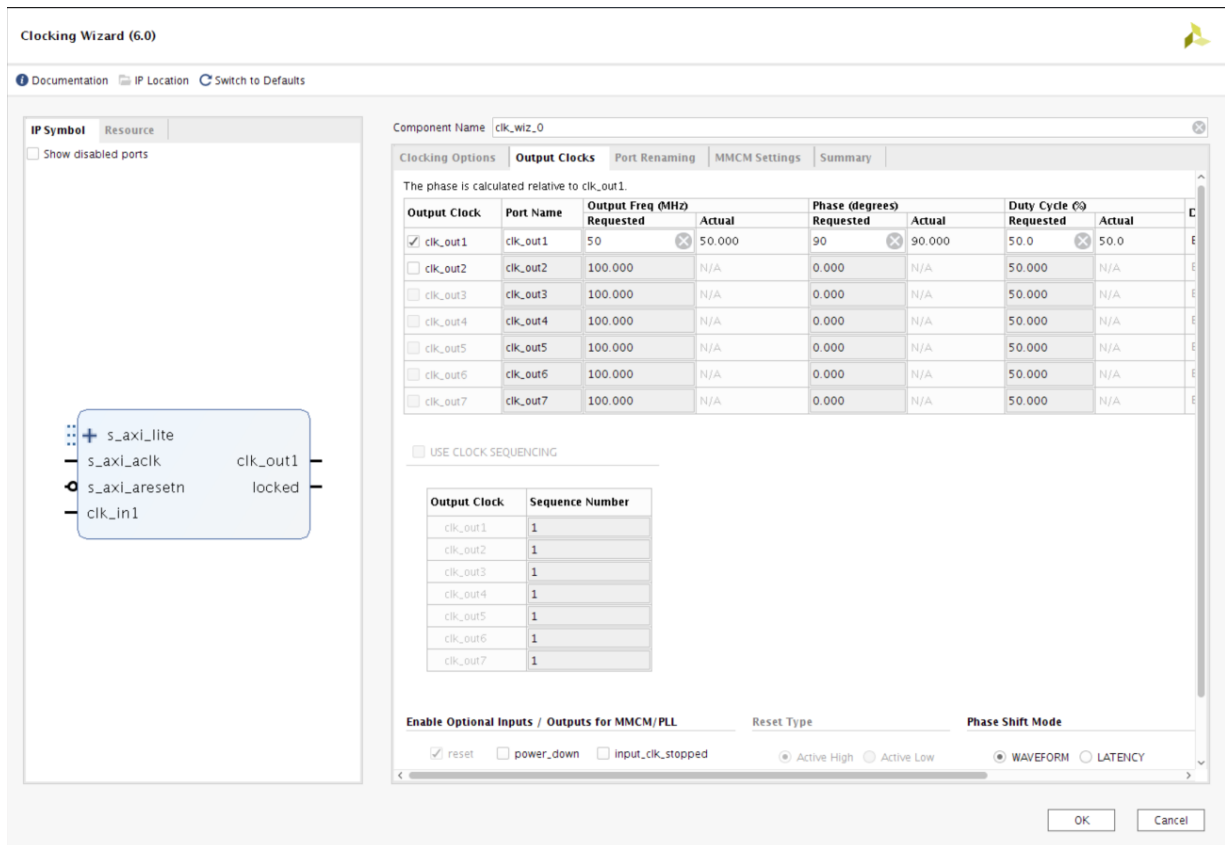 Clocking Wizard (6.0)
Documentation IP Location Switch to Defaults
IP Symbol Resource
Show disabled ports
s_axi_lite
s_axi_aclk clk_out1
s_axi_aresetn locked
clk_in1
Component Name clk_wiz_0
Clocking Options Output Clocks Port Renaming MMCM Settings Summary
The phase is calculated relative to clk_out1.
Output Clock Port Name Output Freq (MHz) Phase (degrees) Duty Cycle (%)
Requested Actual Requested Actual Requested Actual
clk_out1 clk_out1 50 50.000 90 90.000 50.0 50.0
clk_out2 clk_out2 100.000 N/A 0.000 N/A 50.000 N/A
clk_out3 clk_out3 100.000 N/A 0.000 N/A 50.000 N/A
clk_out4 clk_out4 100.000 N/A 0.000 N/A 50.000 N/A
clk_out5 clk_out5 100.000 N/A 0.000 N/A 50.000 N/A
clk_out6 clk_out6 100.000 N/A 0.000 N/A 50.000 N/A
clk_out7 clk_out7 100.000 N/A 0.000 N/A 50.000 N/A
USE CLOCK SEQUENCING
Output Clock Sequence Number
clk_out1 1
clk_out2 1
clk_out3 1
clk_out4 1
clk_out5 1
clk_out6 1
clk_out7 1
Enable Optional Inputs / Outputs for MMCM/PLL Reset Type Phase Shift Mode
reset power_down input_clk_stopped Active High Active Low WAVEFORM LATENCY
OK Cancel